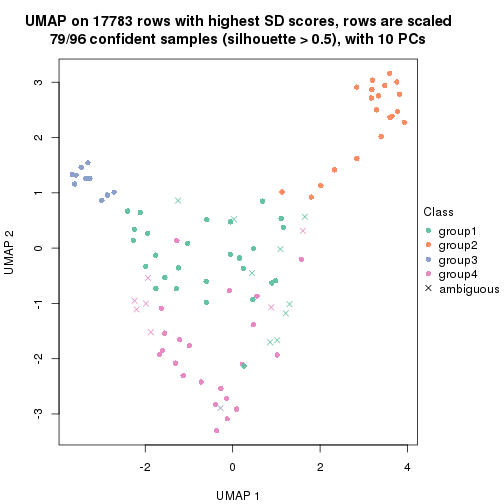 UMAP on 17783 rows with highest SD scores, rows are scaled
79/96 confident samples (silhouette > 0.5), with 10 PCs
3
2
1
0
-1
-2
-3
UMAP 2
-2
0
2
4
UMAP 1
Class
group1
group2
group3
group4
ambiguous